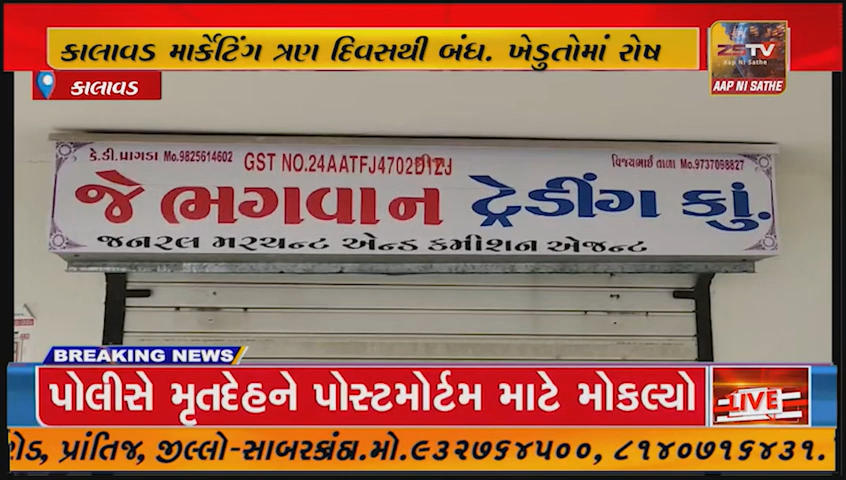 કાલાવડ માર્કેટિંગ ત્રણ દિવસથી બંધ. ખેડુતોમાં રોષ
ZSTV
Aap Ni Sathe
AAP NI SATHE
કાલાવડ
કે.ડી.પ્રાગડા Mo.9825614602
GST NO.24AATFJ4702D1ZJ
વિજયભાઈ તાળા Mo.9737098827
જે ભગવાન ટ્રેડીંગ કું.
જનરલ મરચન્ટ એન્ડ કમીશન એજન્ટ
BREAKING NEWS
પોલીસે મૃતદેહને પોસ્ટમોર્ટમ માટે મોકલ્યો
LIVE
રોડ, પ્રાંતિજ, જીલ્લો-સાબરકાંઠા.મો.૯૩૨૭૬૪૫૦૦, ૮૧૪૦૭૧૬૪૩૧.